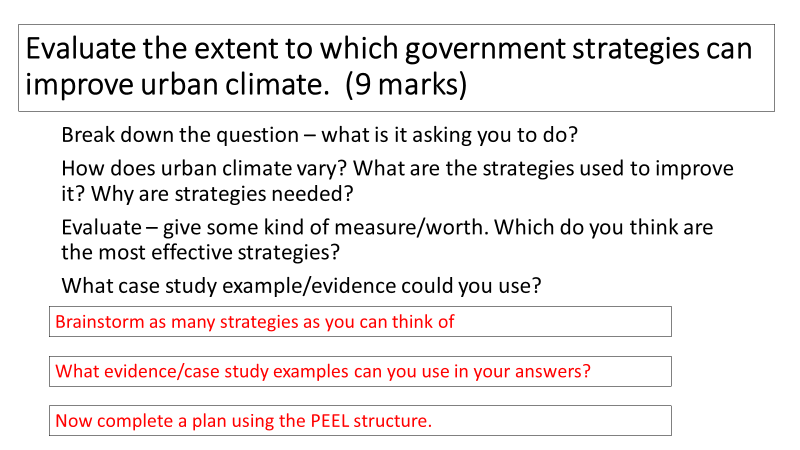 Evaluate the extent to which government strategies can
improve urban climate.  (9 marks)
Break down the question – what is it asking you to do?
How does urban climate vary? What are the strategies used to improve
it? Why are strategies needed?
Evaluate – give some kind of measure/worth. Which do you think are
the most effective strategies?
What case study example/evidence could you use?
Brainstorm as many strategies as you can think of
What evidence/case study examples can you use in your answers?
Now complete a plan using the PEEL structure.